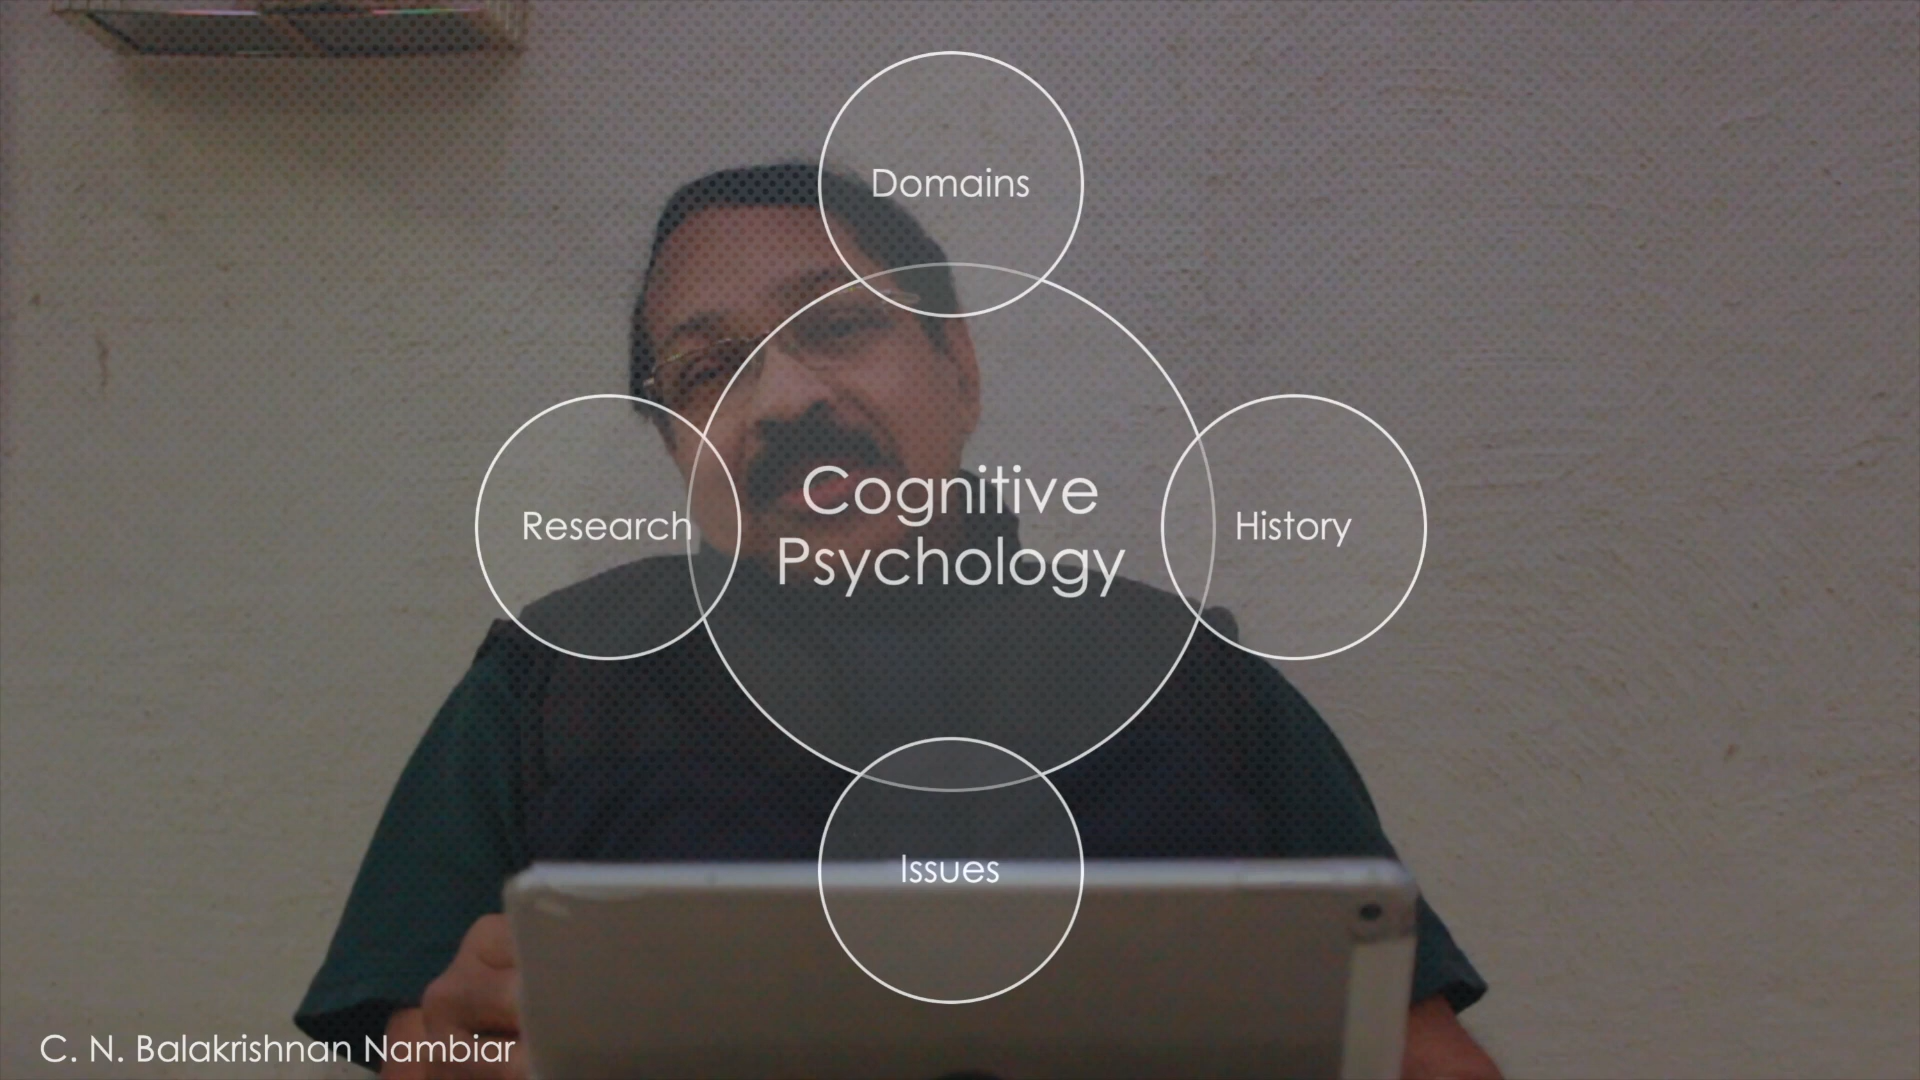 Domains
Cognitive
Psychology
Research
History
Issues
C. N. Balakrishnan Nambiar